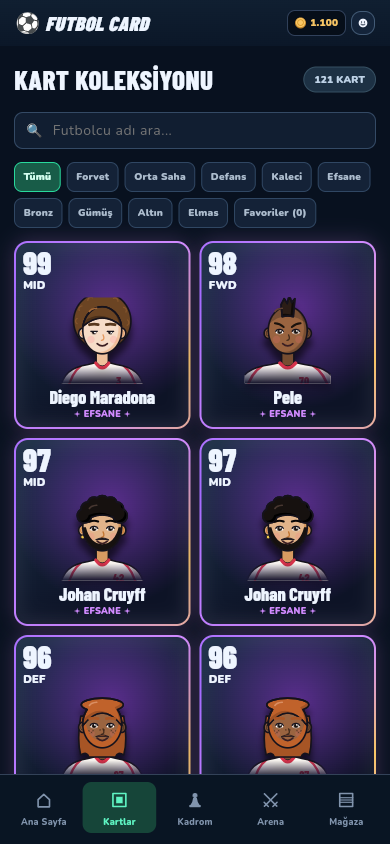 FUTBOL CARD
1.100
KART KOLEKSİYONU
121 KART
Futbolcu adı ara...
Tümü Forvet Orta Saha Defans Kaleci Efsane
Bronz Gümüş Altın Elmas Favoriler (0)
99
MID
Diego Maradona
✦ EFSANE ✦
98
FWD
Pele
✦ EFSANE ✦
97
MID
Johan Cruyff
✦ EFSANE ✦
97
MID
Johan Cruyff
✦ EFSANE ✦
96
DEF
96
DEF
Ana Sayfa Kartlar Kadrom Arena Mağaza